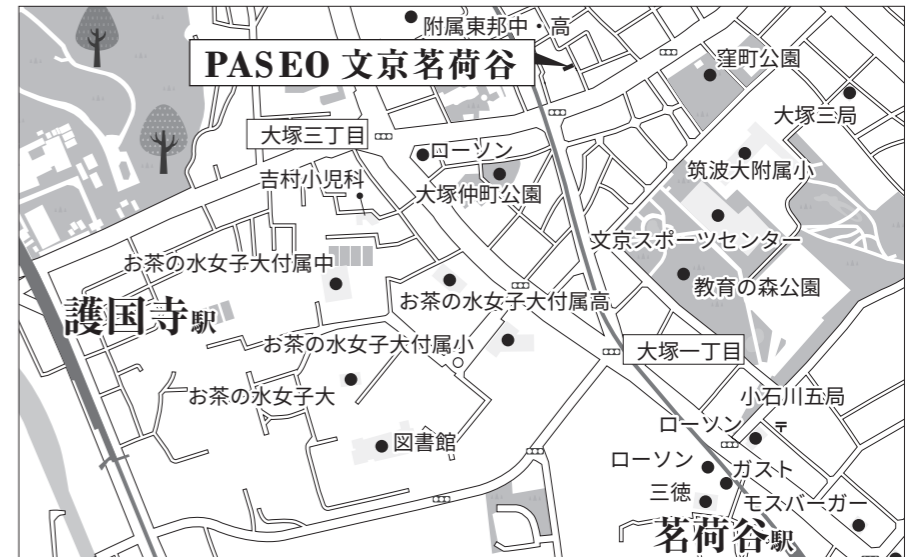 附属東邦中・高
PASEO 文京茗荷谷
窪町公園
大塚三局
大塚三丁目
ローソン
筑波大附属小
吉村小児科
大塚仲町公園
文京スポーツセンター
お茶の水女子大付属中
教育の森公園
お茶の水女子大付属高
護国寺駅
お茶の水女子大付属小
大塚一丁目
お茶の水女子大
小石川五局
ローソン
〒
図書館
ローソン
ガスト
三徳
モスバーガー
茗荷谷駅